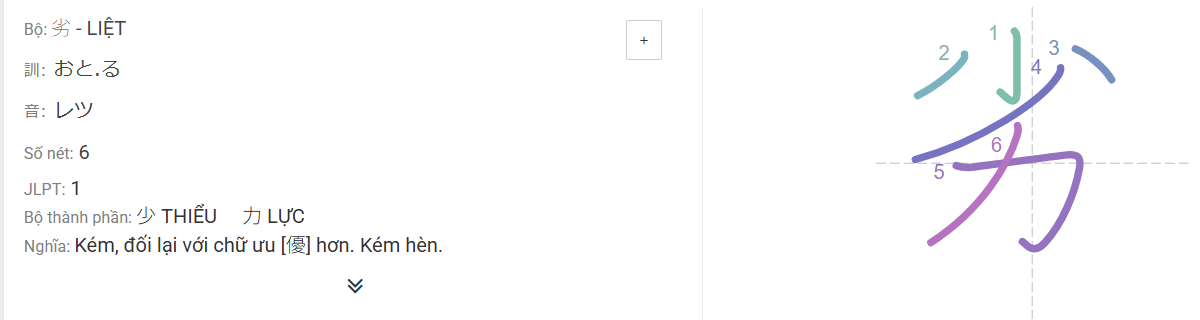 Bộ: 劣 - LIỆT
+
訓: おと.る
音: レツ
Số nét: 6
JLPT: 1
Bộ thành phần: 少 THIỂU 力 LỰC
Nghĩa: Kém, đối lại với chữ ưu [優] hơn. Kém hèn.
劣
1
2
3
4
5
6